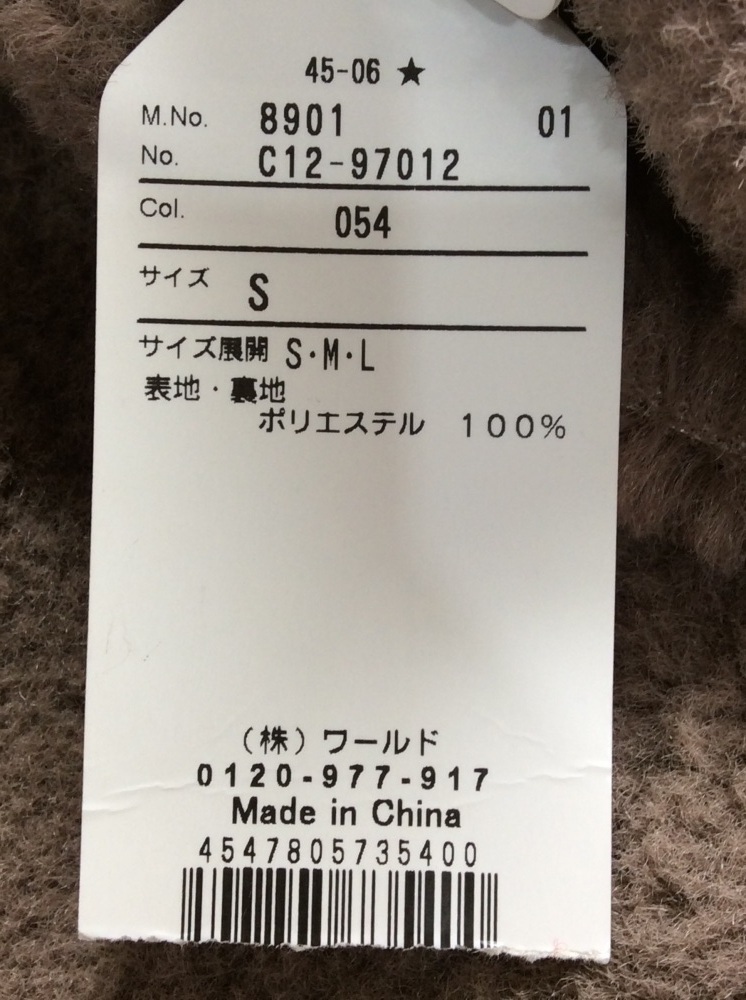 45-06 ★
M.No. 8901 01
No. C12-97012
Col. 054
サイズ S
サイズ展開 S・M・L
表地・裏地
ポリエステル 100%
(株)ワールド
0120-977-917
Made in China
4547805735400